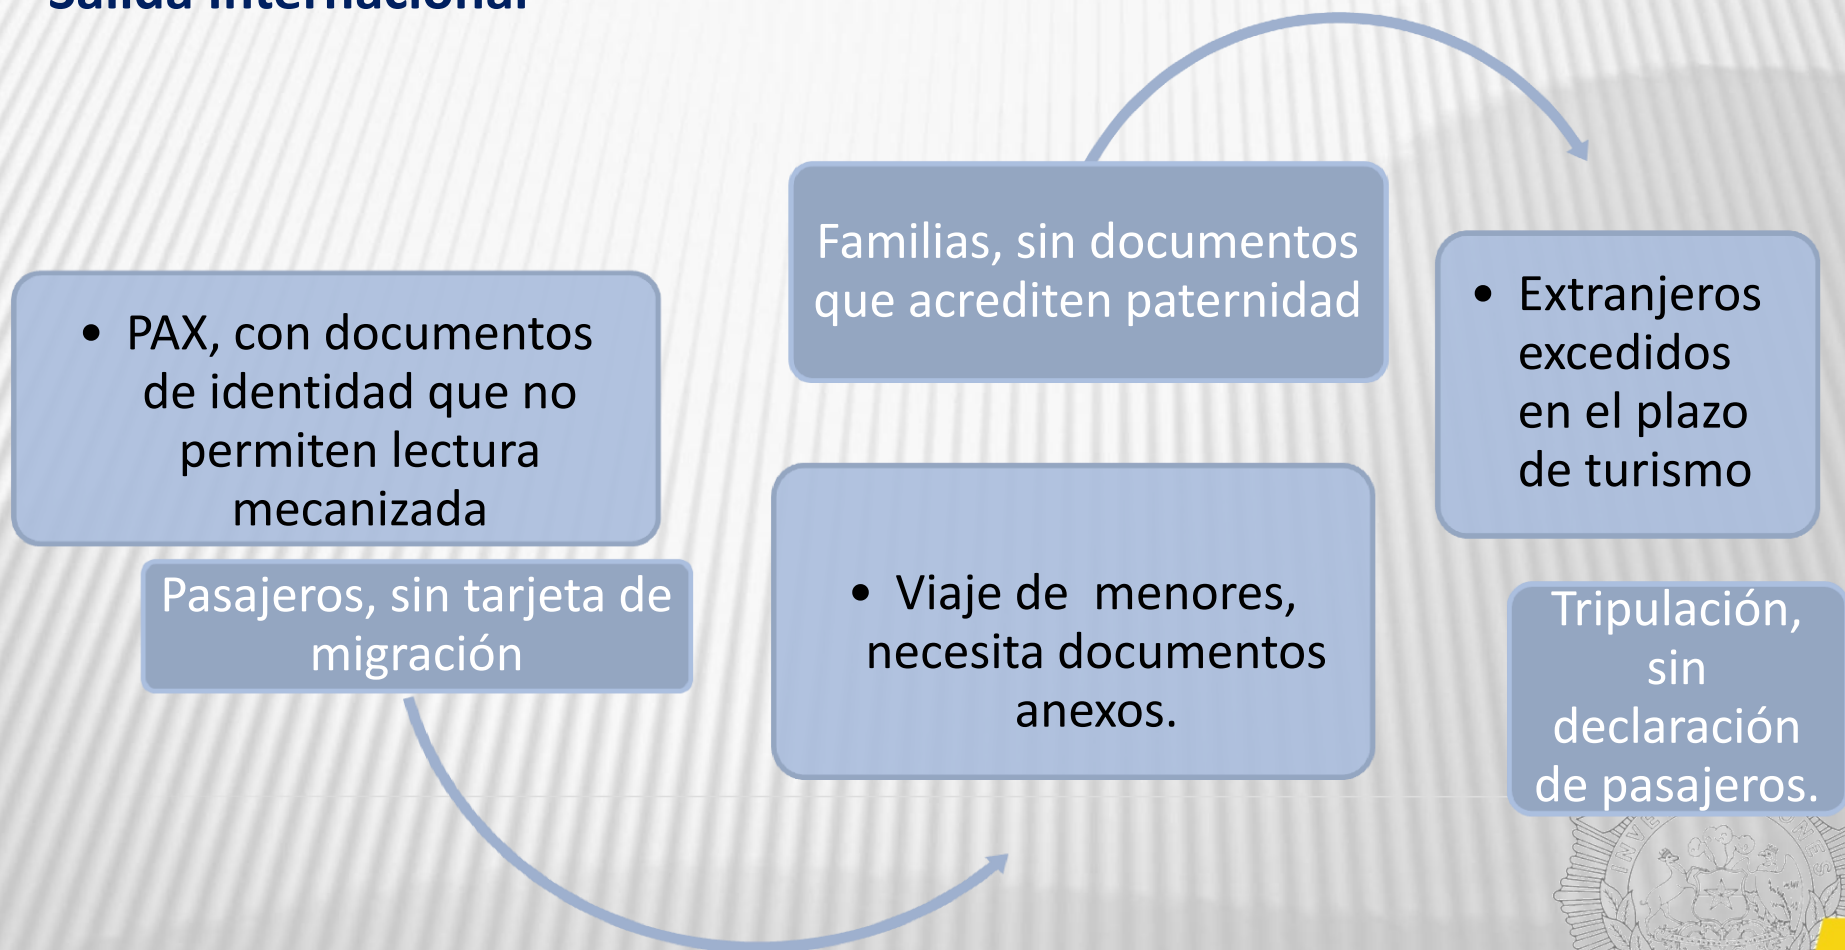 Salida Internacional
• PAX, con documentos
de identidad que no
permiten lectura
mecanizada
Pasajeros, sin tarjeta de
migración
Familias, sin documentos
que acrediten paternidad
• Viaje de menores,
necesita documentos
anexos.
• Extranjeros
excedidos
en el plazo
de turismo
Tripulación,
sin
declaración
de pasajeros.